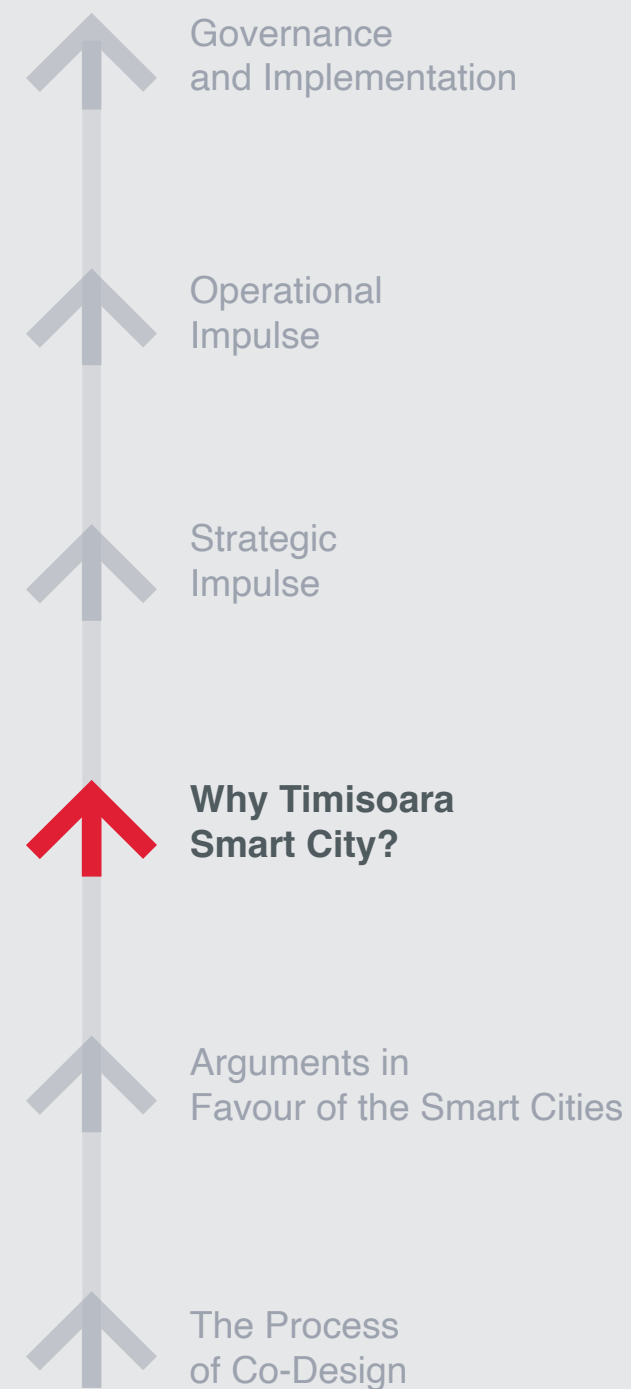 Governance
and Implementation
Operational
Impulse
Strategic
Impulse
Why Timisoara
Smart City?
Arguments in
Favour of the Smart Cities
The Process
of Co-Design